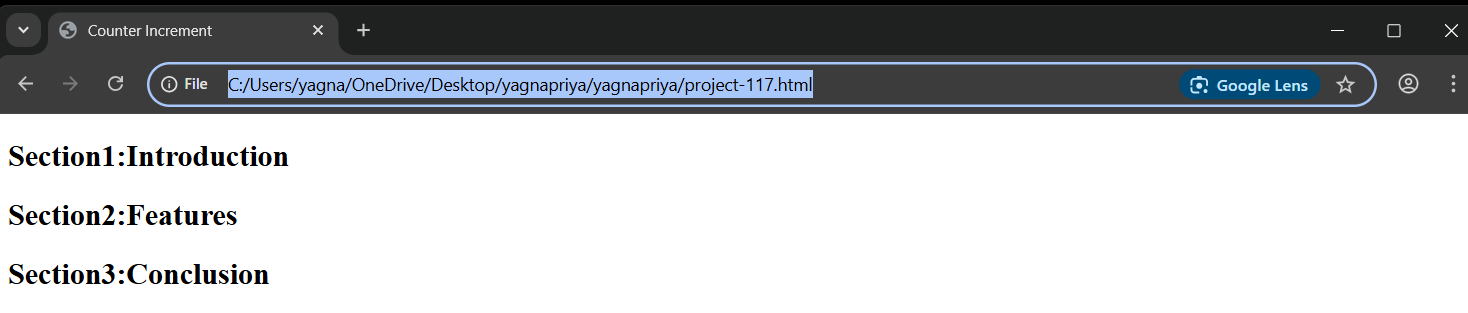 Counter Increment
File C:/Users/yagna/OneDrive/Desktop/yagnapriya/yagnapriya/project-117.html Google Lens
Section1:Introduction
Section2:Features
Section3:Conclusion